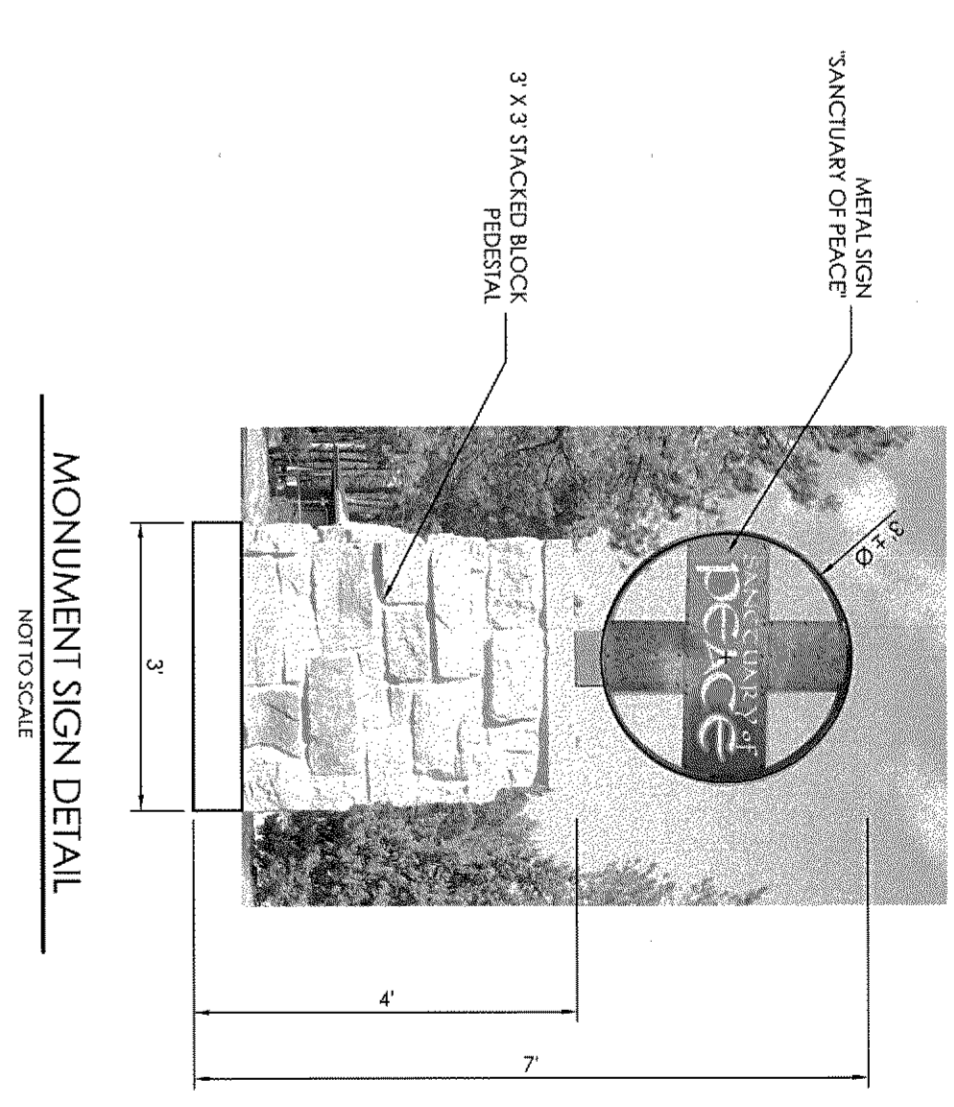 METAL SIGN
"SANCTUARY OF PEACE"
3' ± Ø
SANCTUARY of
peace
3' X 3' STACKED BLOCK
PEDESTAL
4'
7'
3'
MONUMENT SIGN DETAIL
NOT TO SCALE